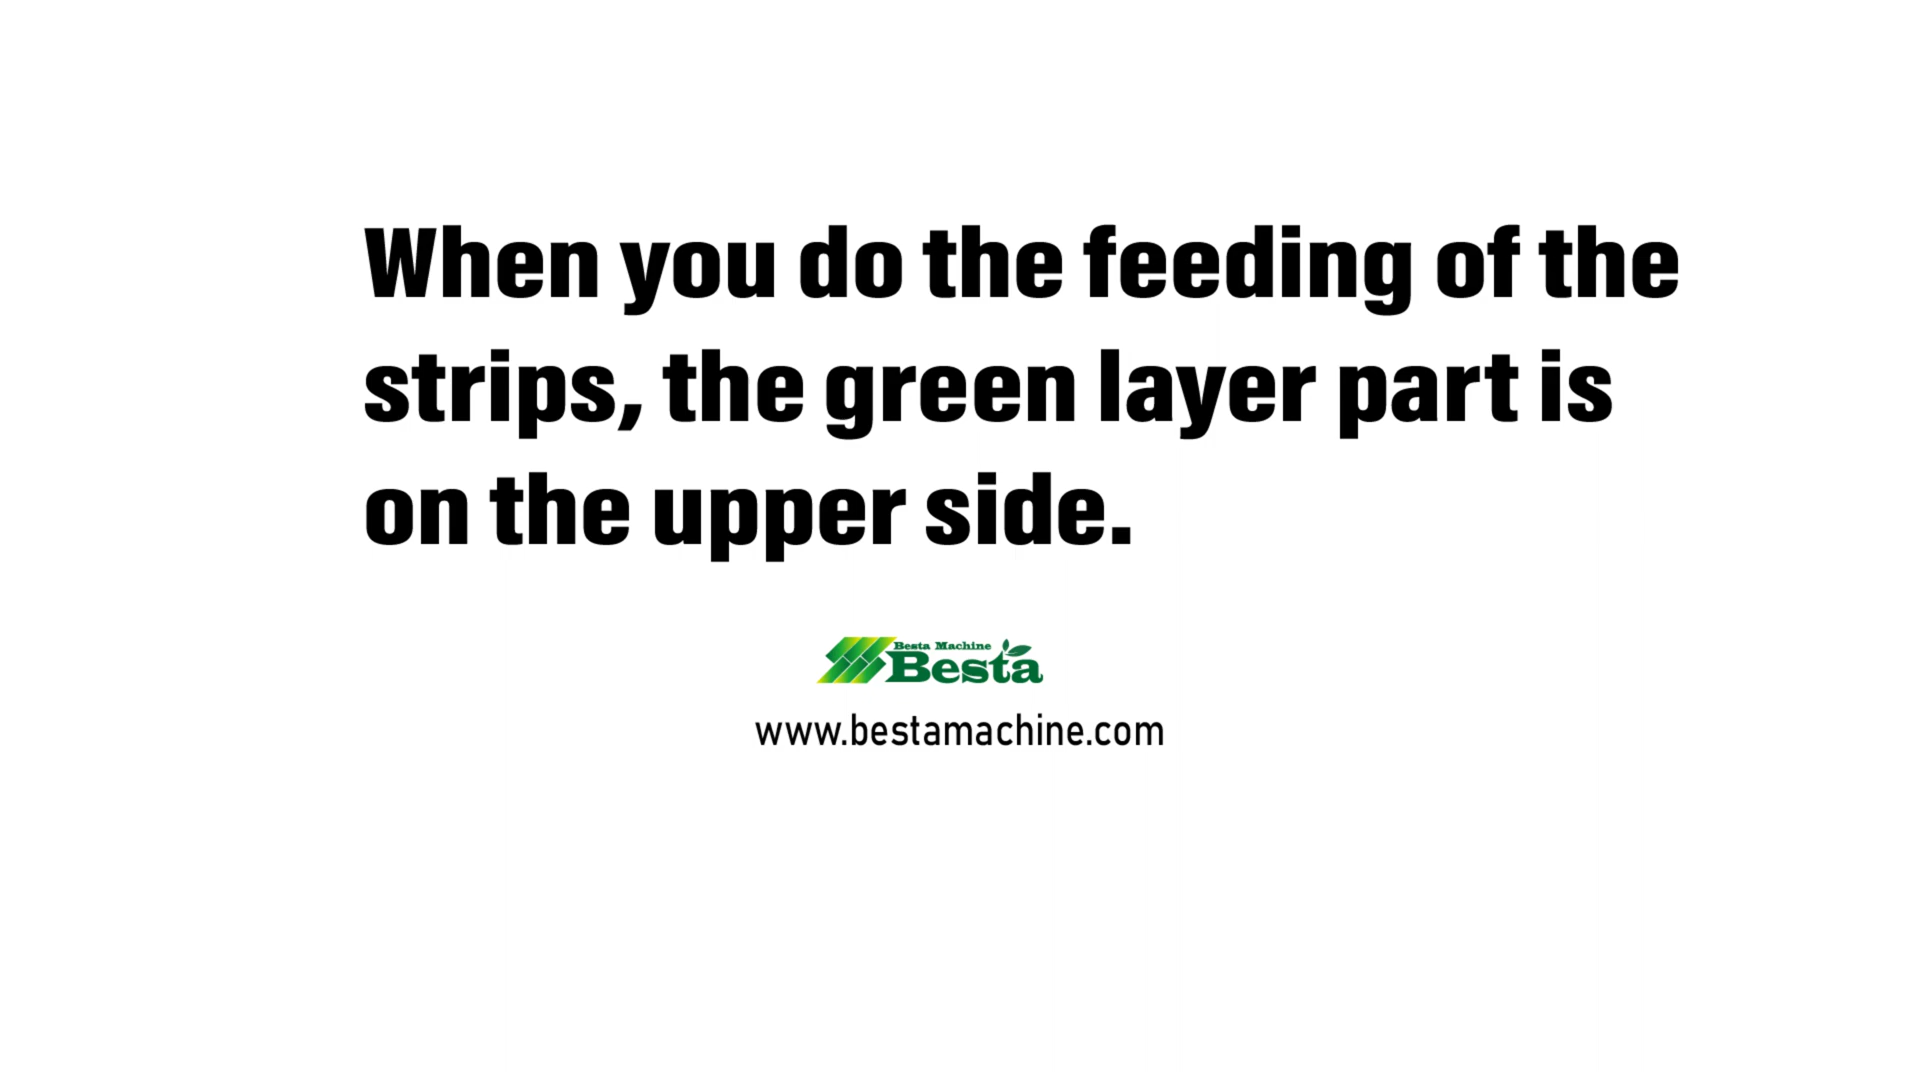 When you do the feeding of the
strips, the green layer part is
on the upper side.
Besta Machine
Besta
www.bestamachine.com